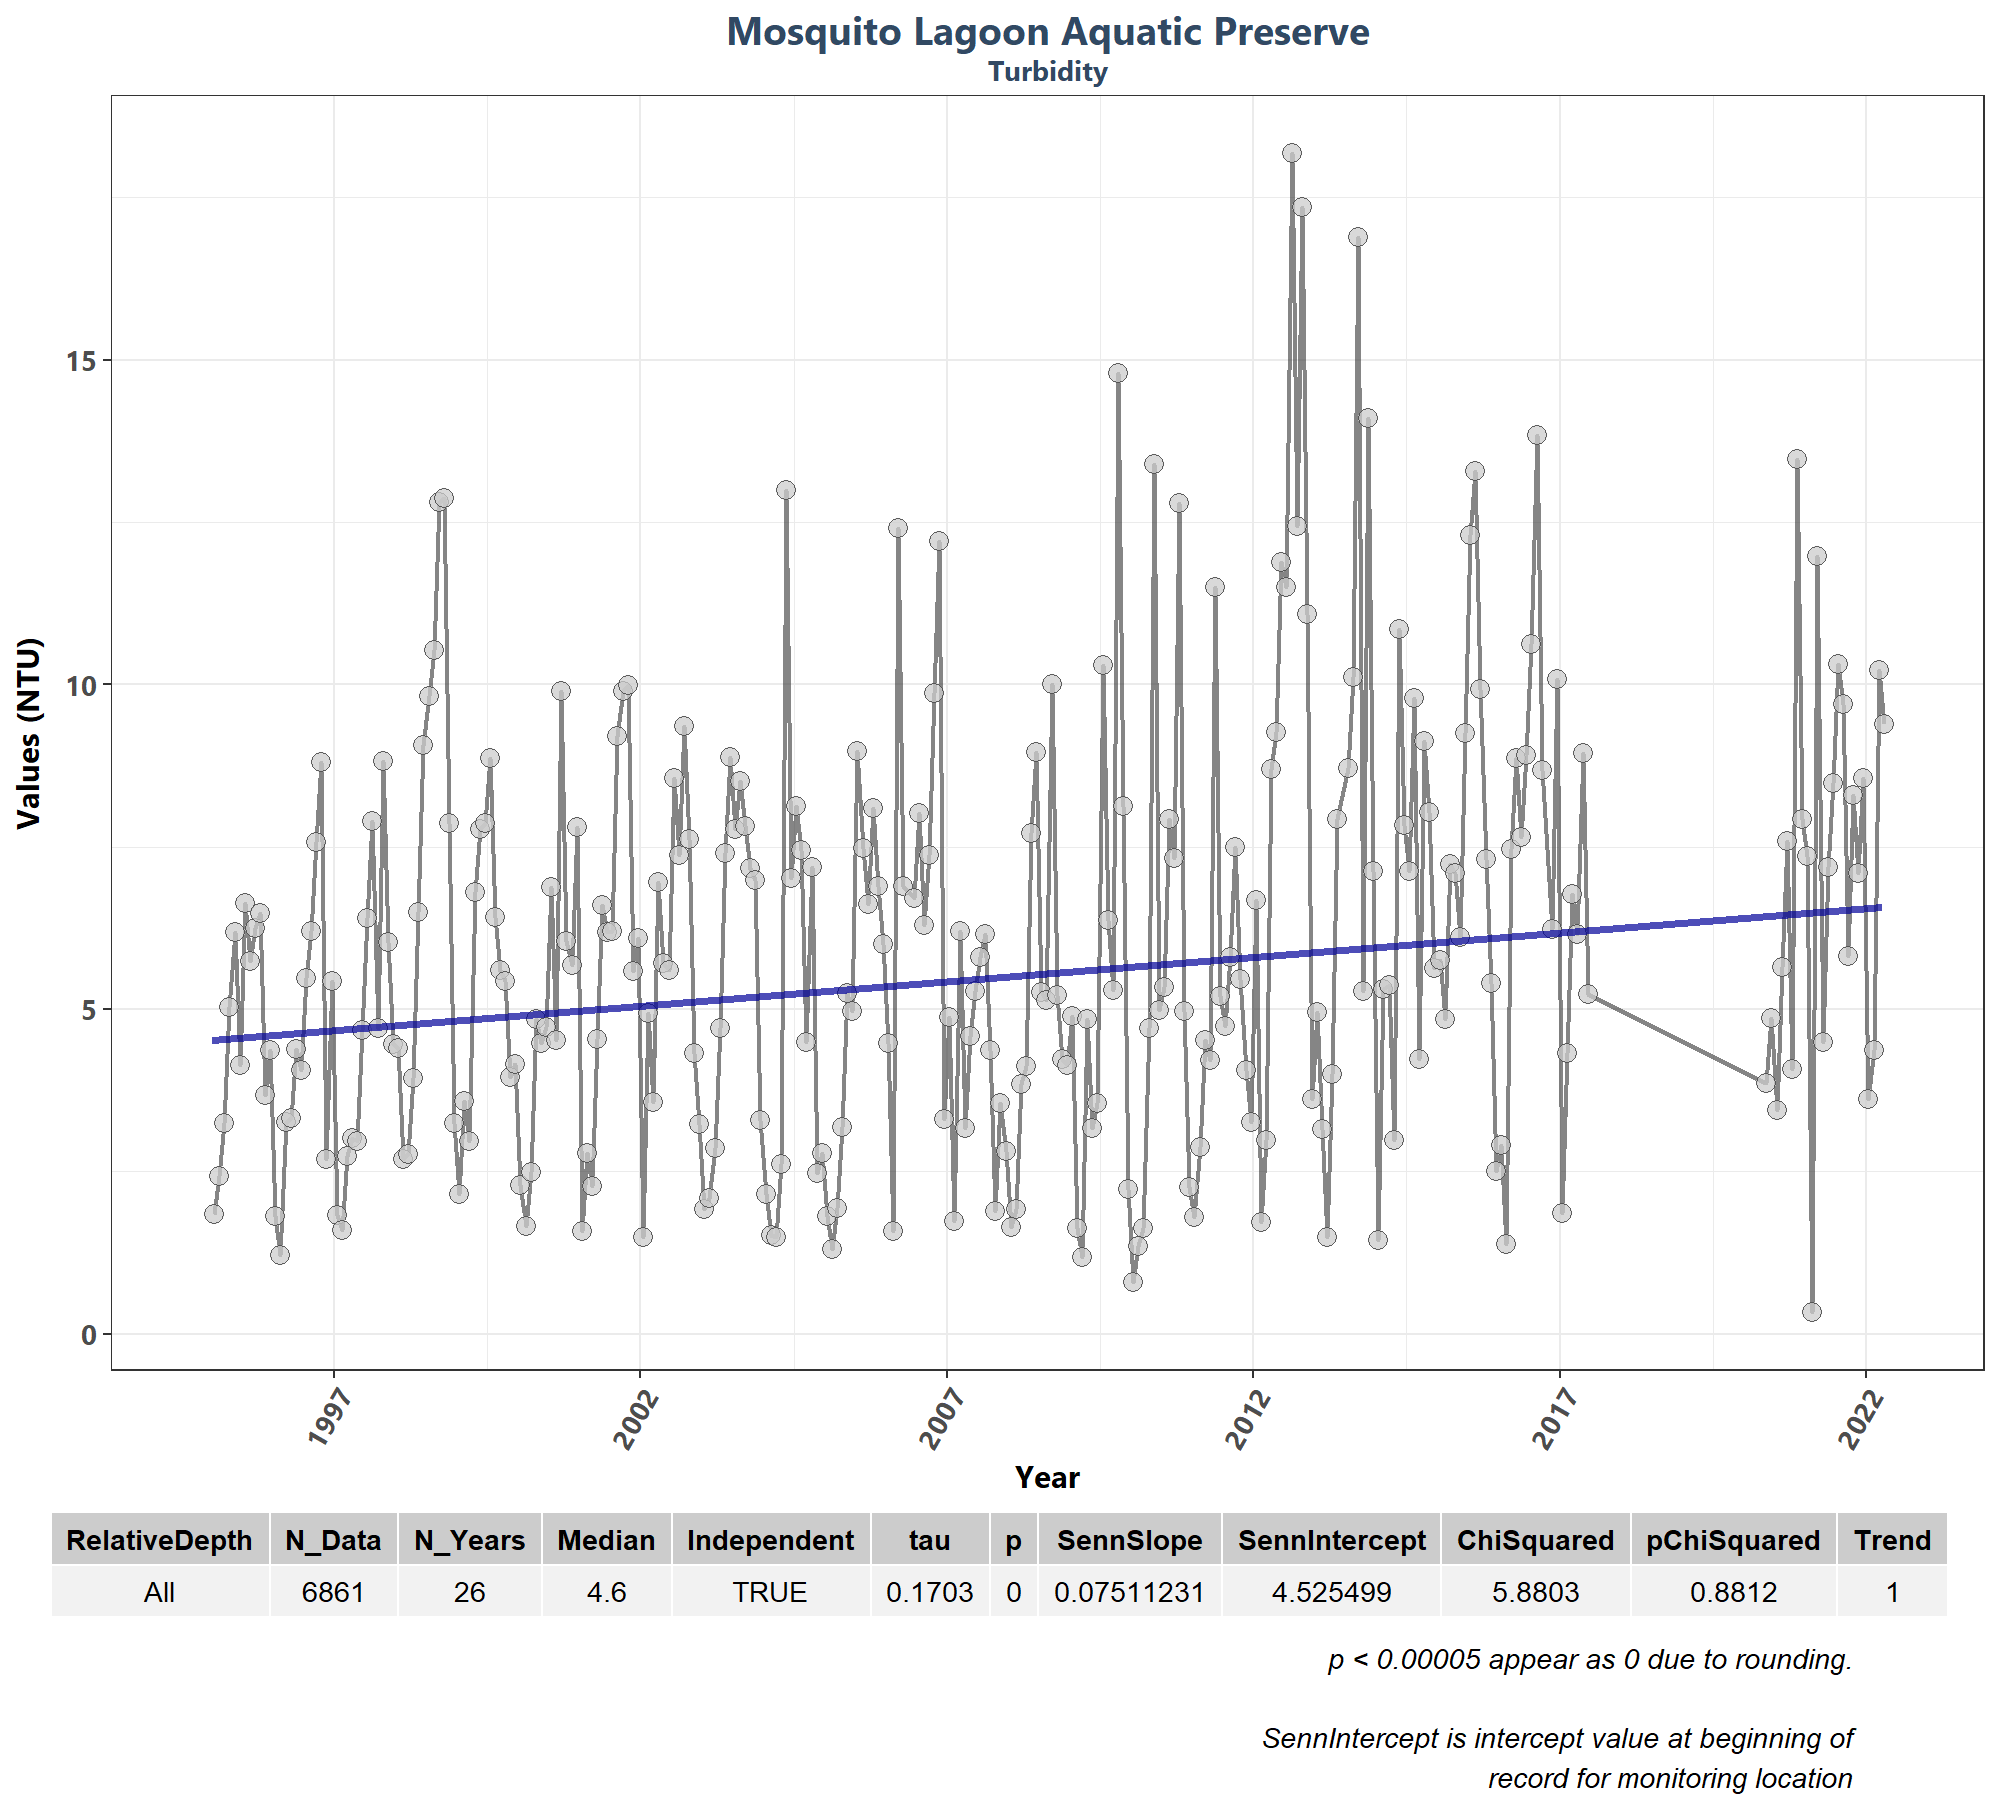 Mosquito Lagoon Aquatic Preserve
Turbidity
Values (NTU)
15
10
5
0
1997 2002 2007 2012 2017 2022
Year
RelativeDepth N_Data N_Years Median Independent tau p SennSlope SennIntercept ChiSquared pChiSquared Trend
All 6861 26 4.6 TRUE 0.1703 0 0.07511231 4.525499 5.8803 0.8812 1
p < 0.00005 appear as 0 due to rounding.
SennIntercept is intercept value at beginning of
record for monitoring location